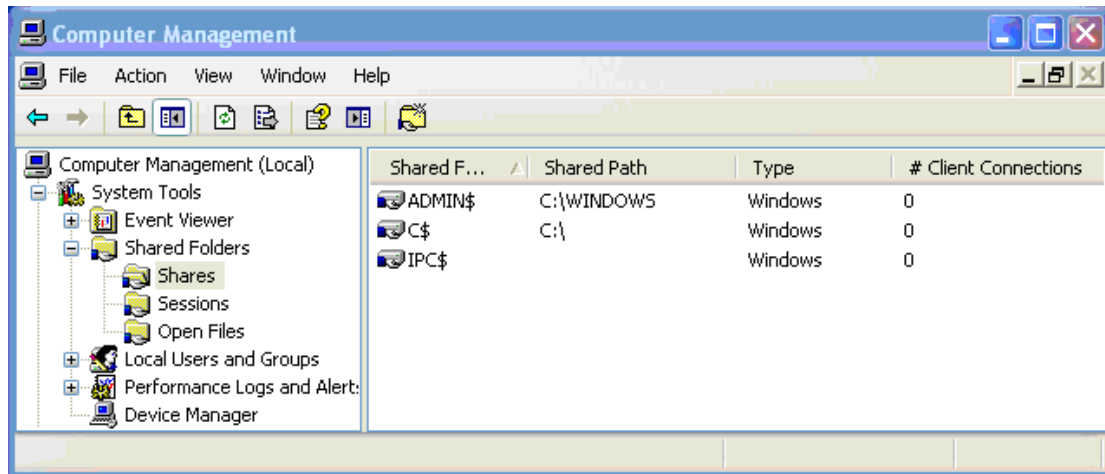 Computer Management
File Action View Window Help
Computer Management (Local)
System Tools
Event Viewer
Shared Folders
Shares
Sessions
Open Files
Local Users and Groups
Performance Logs and Alert:
Device Manager
Shared F... Shared Path Type # Client Connections
ADMIN$ C:\WINDOWS Windows 0
C$ C:\ Windows 0
IPC$ Windows 0